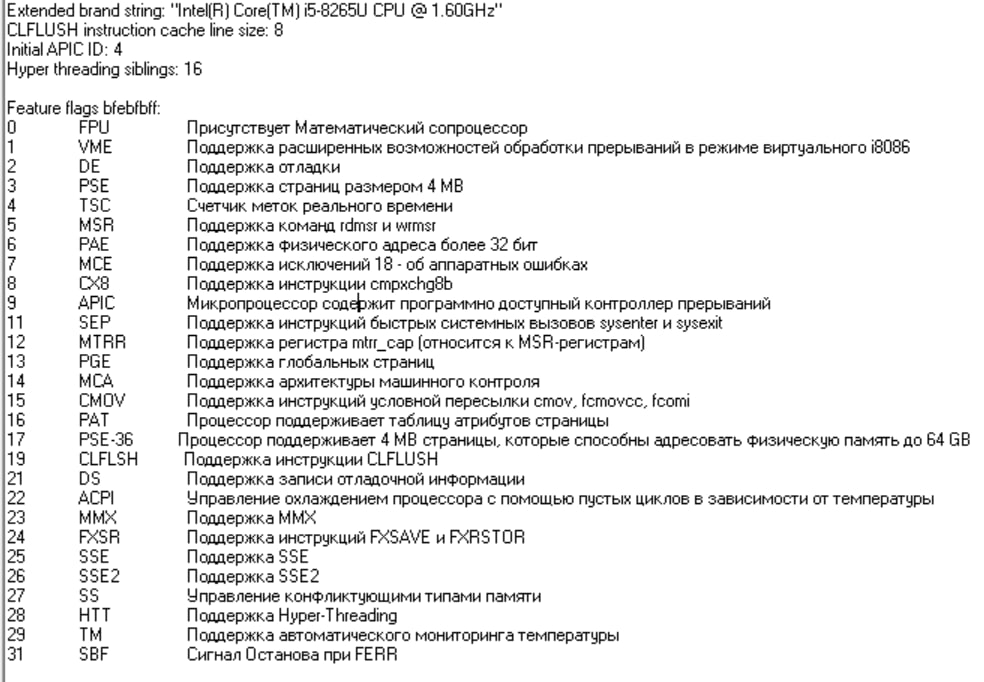 Extended brand string: "Intel(R) Core(TM) i5-8265U CPU @ 1.60GHz"
CLFLUSH instruction cache line size: 8
Initial APIC ID: 4
Hyper threading siblings: 16
Feature flags bfebfbff:
0 FPU Присутствует Математический сопроцессор
1 VME Поддержка расширенных возможностей обработки прерываний в режиме виртуального i8086
2 DE Поддержка отладки
3 PSE Поддержка страниц размером 4 MB
4 TSC Счетчик меток реального времени
5 MSR Поддержка команд rdmsr и wrmsr
6 PAE Поддержка физического адреса более 32 бит
7 MCE Поддержка исключений 18 - об аппаратных ошибках
8 CX8 Поддержка инструкции cmpxchg8b
9 APIC Микропроцессор содержит программно доступный контроллер прерываний
11 SEP Поддержка инструкций быстрых системных вызовов sysenter и sysexit
12 MTRR Поддержка регистра mtrr_cap (относится к MSR-регистрам)
13 PGE Поддержка глобальных страниц
14 MCA Поддержка архитектуры машинного контроля
15 CMOV Поддержка инструкций условной пересылки cmov, fcmovcc, fcomi
16 PAT Процессор поддерживает таблицу атрибутов страницы
17 PSE-36 Процессор поддерживает 4 MB страницы, которые способны адресовать физическую память до 64 GB
19 CLFLSH Поддержка инструкции CLFLUSH
21 DS Поддержка записи отладочной информации
22 ACPI Управление охлаждением процессора с помощью пустых циклов в зависимости от температуры
23 MMX Поддержка MMX
24 FXSR Поддержка инструкций FXSAVE и FXRSTOR
25 SSE Поддержка SSE
26 SSE2 Поддержка SSE2
27 SS Управление конфликтующими типами памяти
28 HTT Поддержка Hyper-Threading
29 TM Поддержка автоматического мониторинга температуры
31 SBF Сигнал Останова при FERR